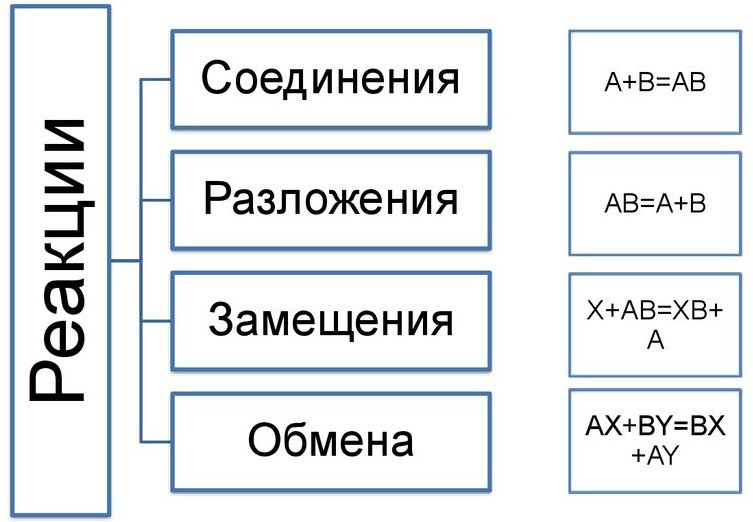 Реакции
Соединения
A+B=AB
Разложения
AB=A+B
Замещения
X+AB=XB+
A
Обмена
AX+BY=BX
+AY